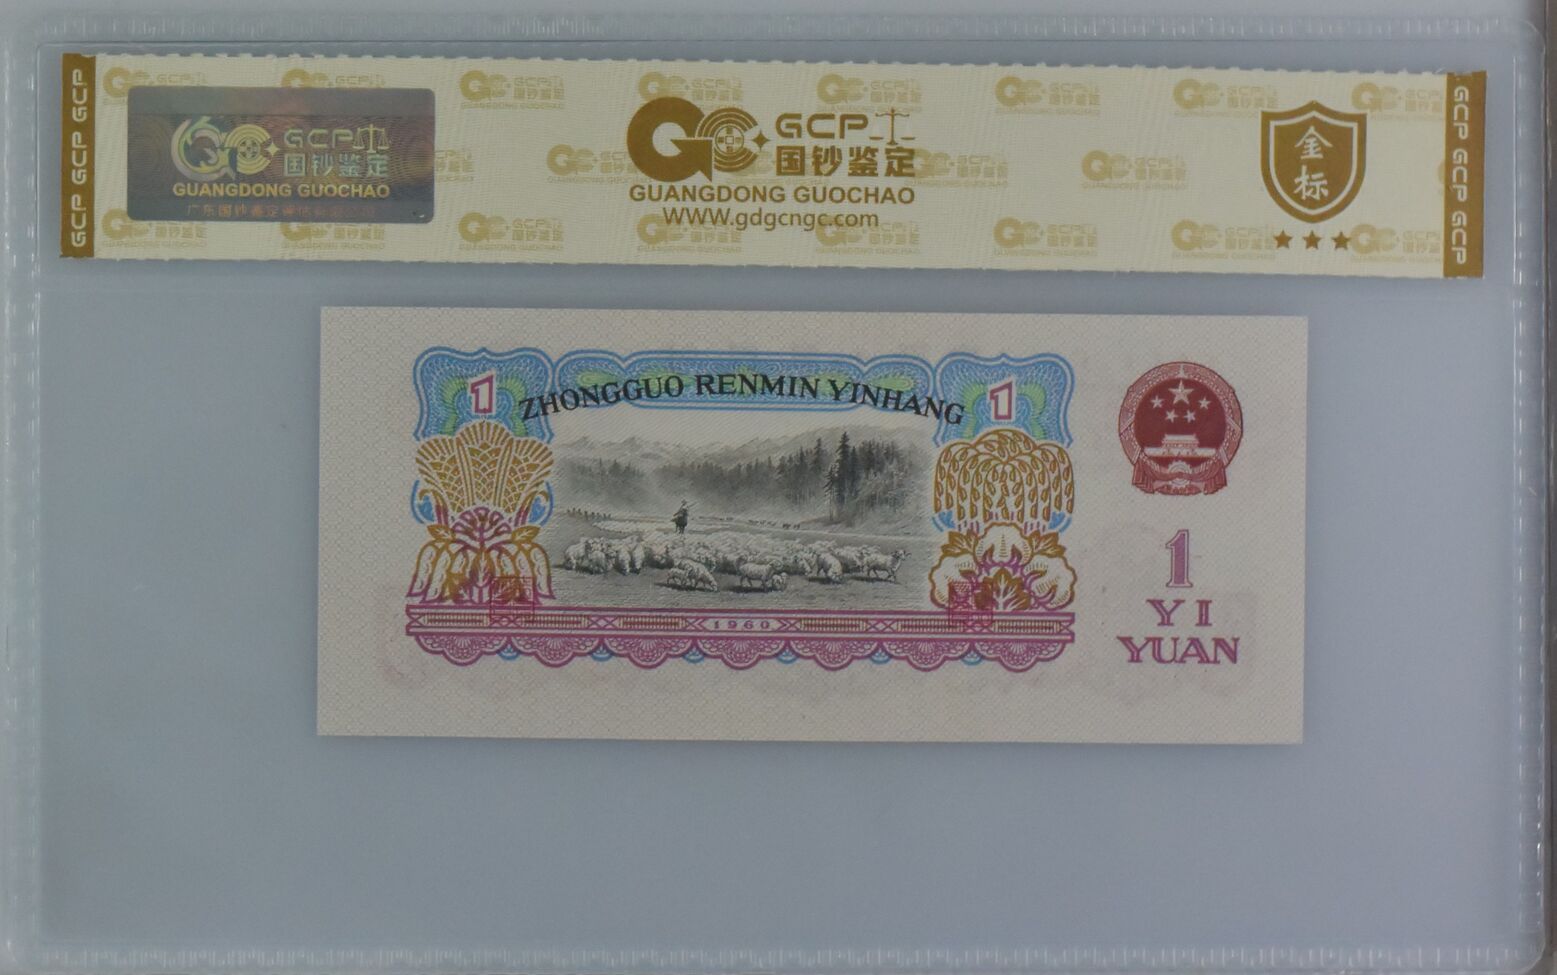 GCP GCP GCP
GCP
国钞鉴定
GUANGDONG GUOCHAO
GCP
国钞鉴定
GUANGDONG GUOCHAO
WWW.gdgcngc.com
金标
GCP GCP GCP
ZHONGGUO RENMIN YINHANG
1
1
1960
1
YI
YUAN